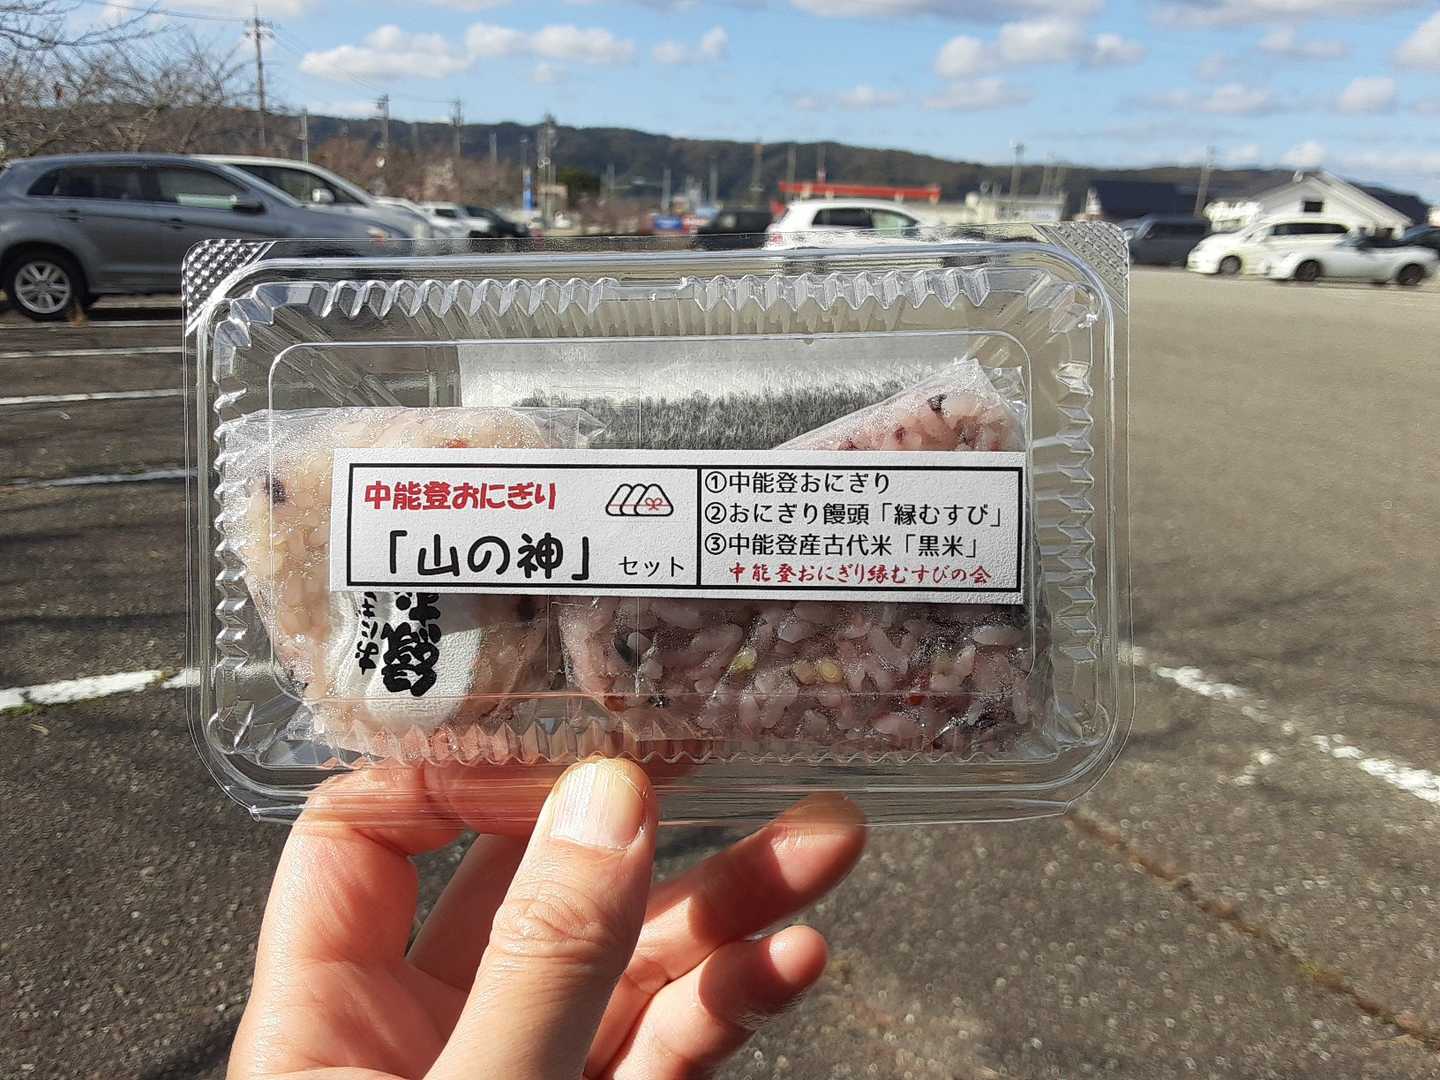 中能登おにぎり
「山の神」セット
①中能登おにぎり
②おにぎり饅頭「縁むすび」
③中能登産古代米「黒米」
中能登おにぎり縁むすびの会